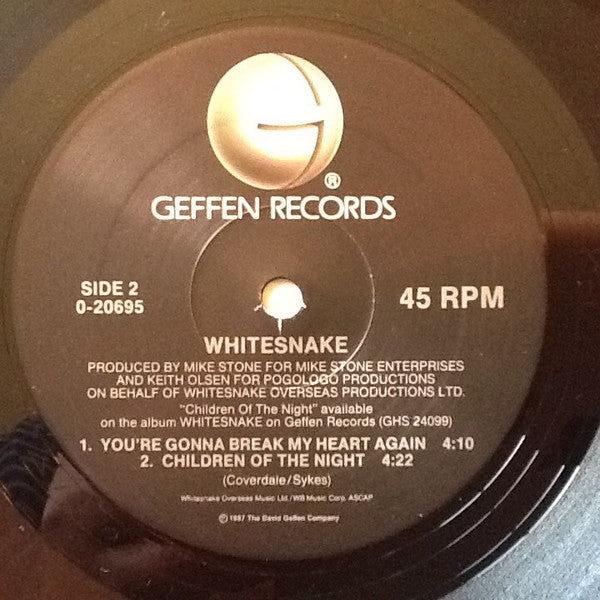 G
®
GEFFEN RECORDS
SIDE 2
0-20695
45 RPM
WHITESNAKE
PRODUCED BY MIKE STONE FOR MIKE STONE ENTERPRISES
AND KEITH OLSEN FOR POGOLOGO PRODUCTIONS
ON BEHALF OF WHITESNAKE OVERSEAS PRODUCTIONS LTD.
"Children Of The Night" available
on the album WHITESNAKE on Geffen Records (GHS 24099)
1. YOU'RE GONNA BREAK MY HEART AGAIN 4:10
2. CHILDREN OF THE NIGHT 4:22
(Coverdale/Sykes)
Whitesnake Overseas Music Ltd./WB Music Corp. ASCAP
℗ 1987 The David Geffen Company